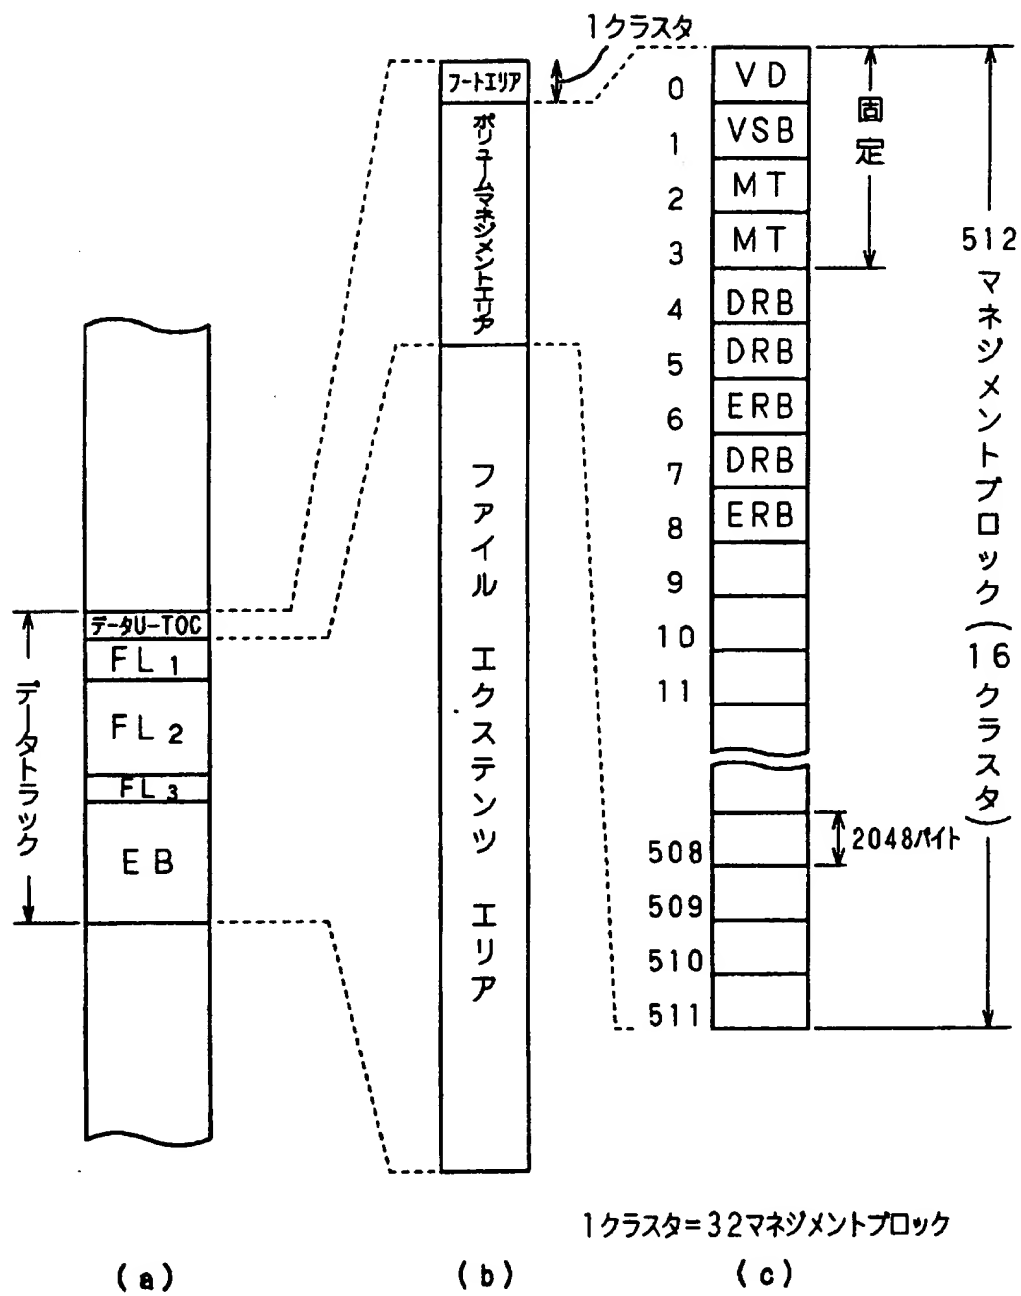 1クラスタ
ブートエリア
ボリュームマネジメントエリア
ファイル エクステンツ エリア
データU-TOC
FL1
FL2
FL3
EB
データトラック
0 VD
1 VSB
2 MT
3 MT
4 DRB
5 DRB
6 ERB
7 DRB
8 ERB
9
10
11
508
509
510
511
固定
2048バイト
512マネジメントブロック(16クラスタ)
1クラスタ=32マネジメントブロック
(a)
(b)
(c)